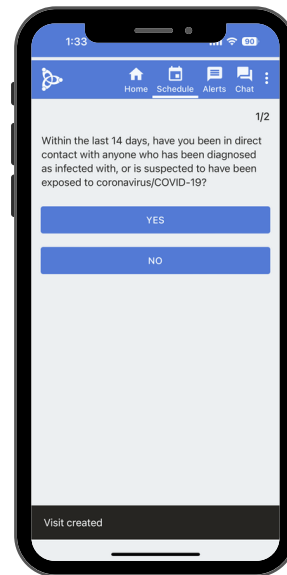 1:33 90
Home Schedule Alerts Chat
1/2
Within the last 14 days, have you been in direct
contact with anyone who has been diagnosed
as infected with, or is suspected to have been
exposed to coronavirus/COVID-19?
YES
NO
Visit created